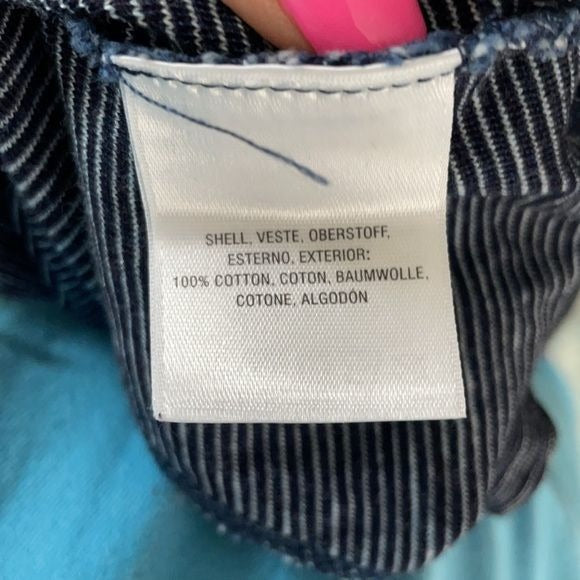 SHELL, VESTE, OBERSTOFF,
ESTERNO, EXTERIOR:
100% COTTON, COTON, BAUMWOLLE,
COTONE, ALGODÓN